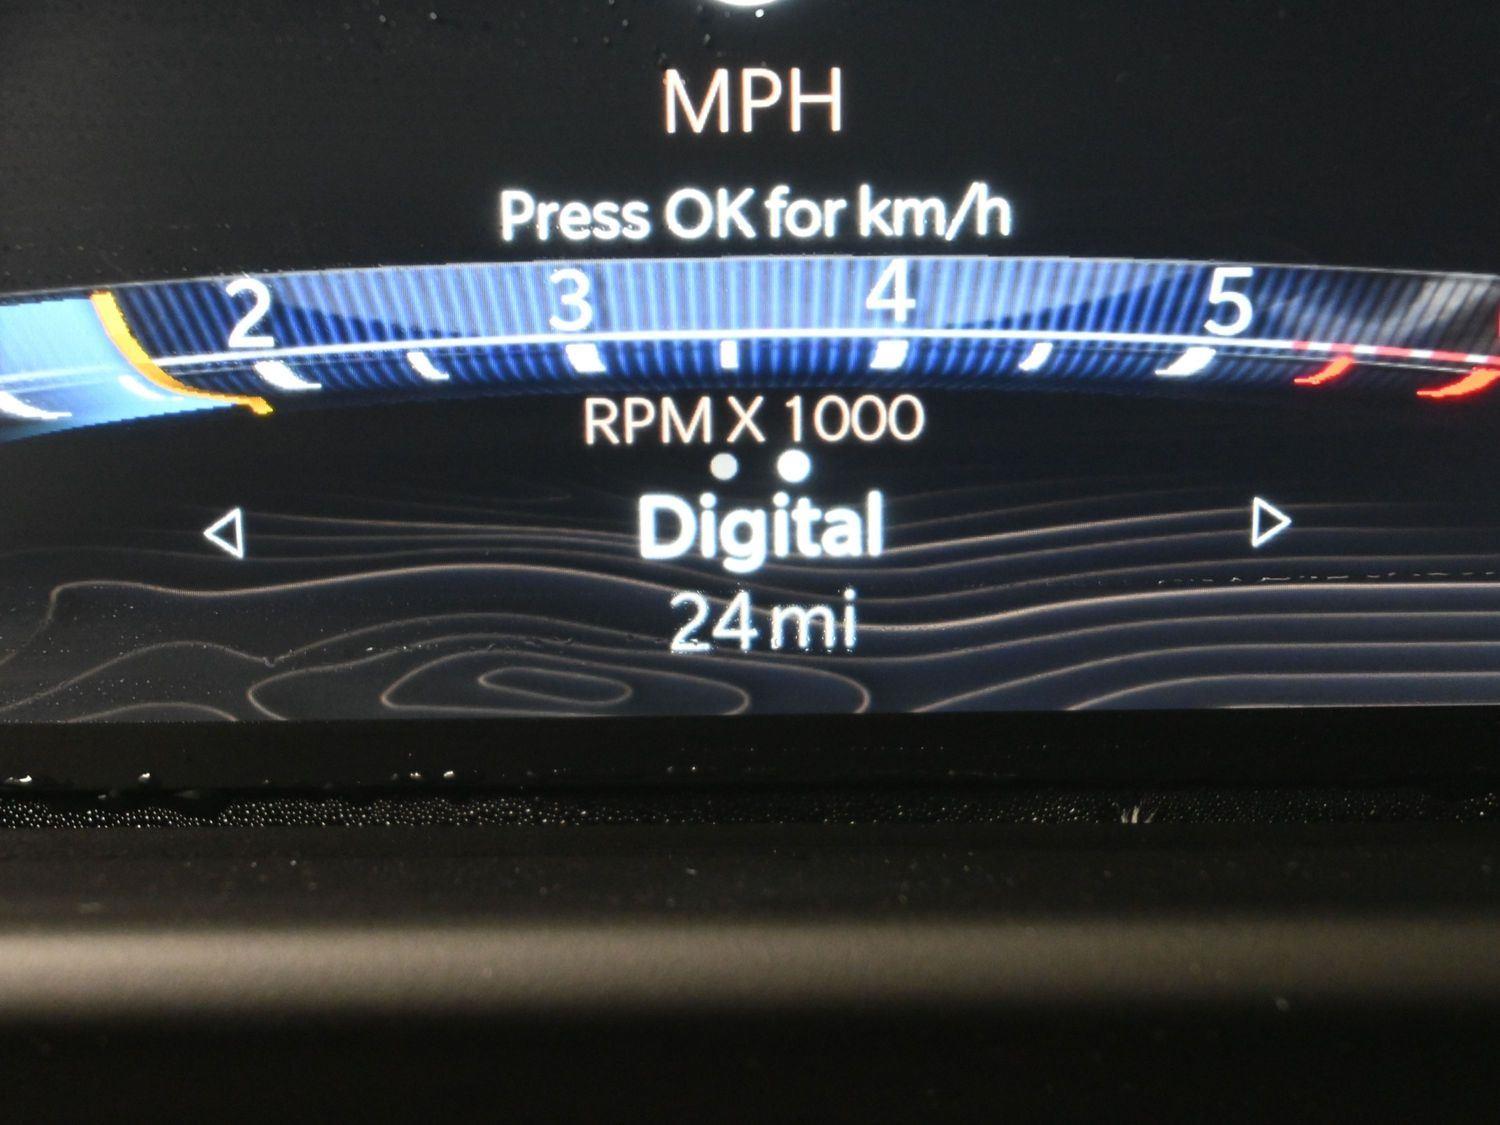 MPH
Press OK for km/h
2 3 4 5
RPM X 1000
Digital
24 mi